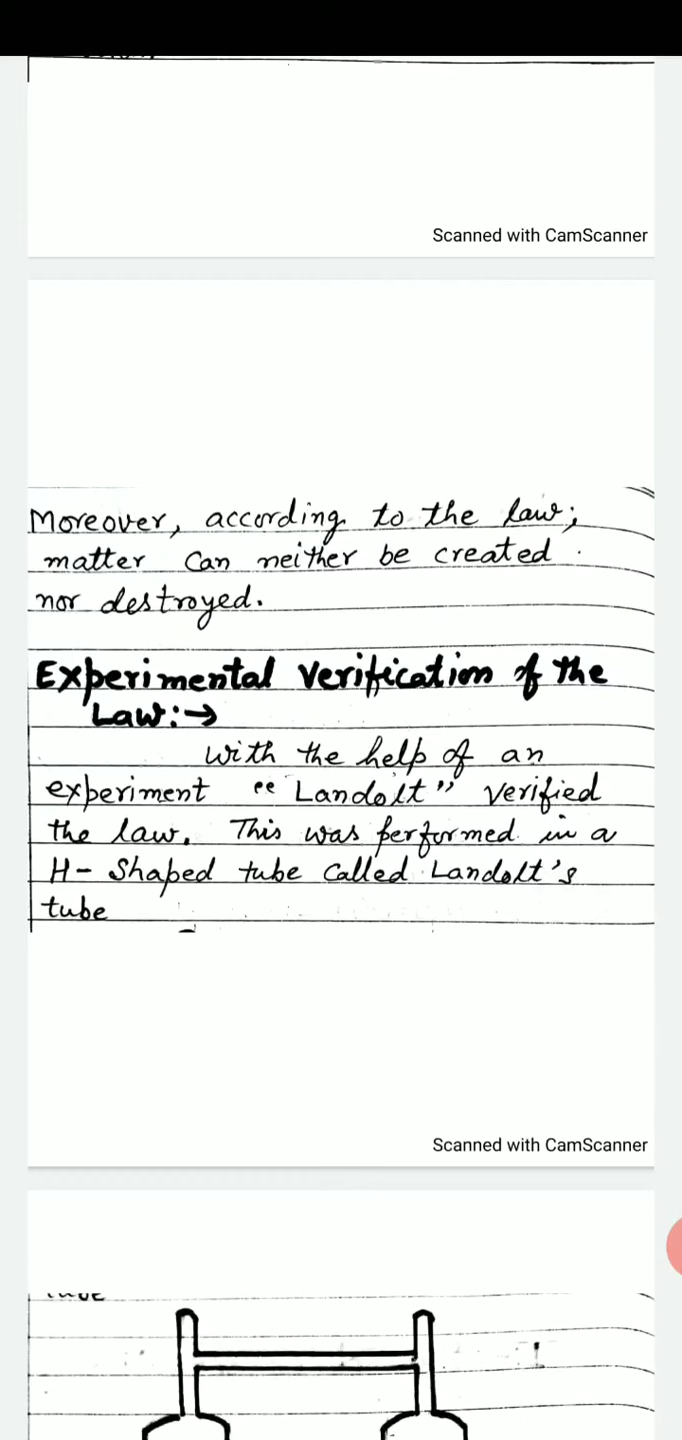 Scanned with CamScanner
Moreover, according to the law;
matter can neither be created
nor destroyed.
Experimental verification of the
Law:→
with the help of an
experiment “Landolt” verified
the law. This was performed in a
H- Shaped tube called Landolt's
tube
Scanned with CamScanner